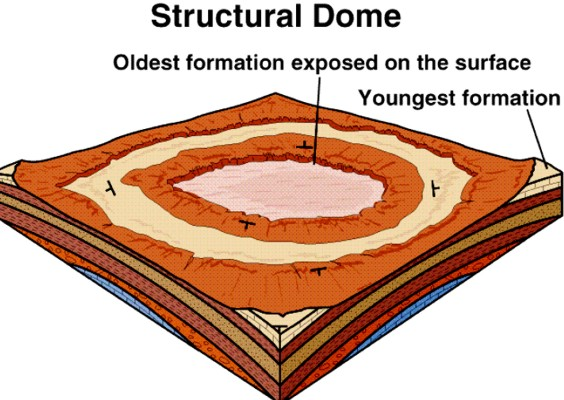 Structural Dome
Oldest formation exposed on the surface
Youngest formation